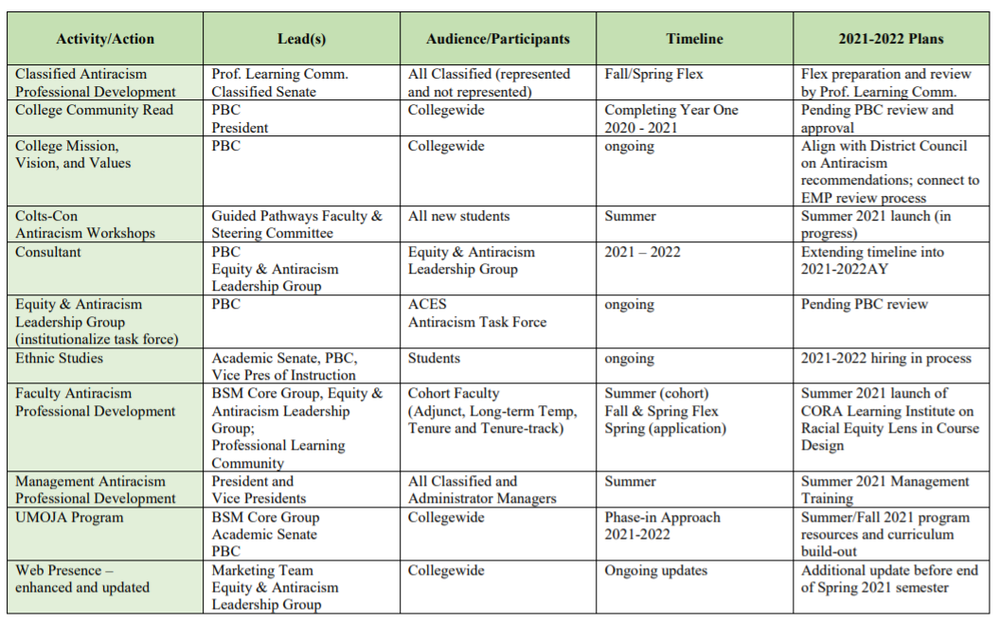 Activity/Action
Lead(s)
Audience/Participants
Timeline
2021-2022 Plans
Classified Antiracism
Professional Development
Prof. Learning Comm.
Classified Senate
All Classified (represented
and not represented)
Fall/Spring Flex
Flex preparation and review
by Prof. Learning Comm.
College Community Read
PBC
President
Collegewide
Completing Year One
2020 - 2021
Pending PBC review and
approval
College Mission,
Vision, and Values
PBC
Collegewide
ongoing
Align with District Council
on Antiracism
recommendations; connect to
EMP review process
Colts-Con
Antiracism Workshops
Guided Pathways Faculty &
Steering Committee
All new students
Summer
Summer 2021 launch (in
progress)
Consultant
PBC
Equity & Antiracism
Leadership Group
Equity & Antiracism
Leadership Group
2021 – 2022
Extending timeline into
2021-2022AY
Equity & Antiracism
Leadership Group
(institutionalize task force)
PBC
ACES
Antiracism Task Force
ongoing
Pending PBC review
Ethnic Studies
Academic Senate, PBC,
Vice Pres of Instruction
Students
ongoing
2021-2022 hiring in process
Faculty Antiracism
Professional Development
BSM Core Group, Equity &
Antiracism Leadership
Group;
Professional Learning
Community
Cohort Faculty
(Adjunct, Long-term Temp,
Tenure and Tenure-track)
Summer (cohort)
Fall & Spring Flex
Spring (application)
Summer 2021 launch of
CORA Learning Institute on
Racial Equity Lens in Course
Design
Management Antiracism
Professional Development
President and
Vice Presidents
All Classified and
Administrator Managers
Summer
Summer 2021 Management
Training
UMOJA Program
BSM Core Group
Academic Senate
PBC
Collegewide
Phase-in Approach
2021-2022
Summer/Fall 2021 program
resources and curriculum
build-out
Web Presence –
enhanced and updated
Marketing Team
Equity & Antiracism
Leadership Group
Collegewide
Ongoing updates
Additional update before end
of Spring 2021 semester